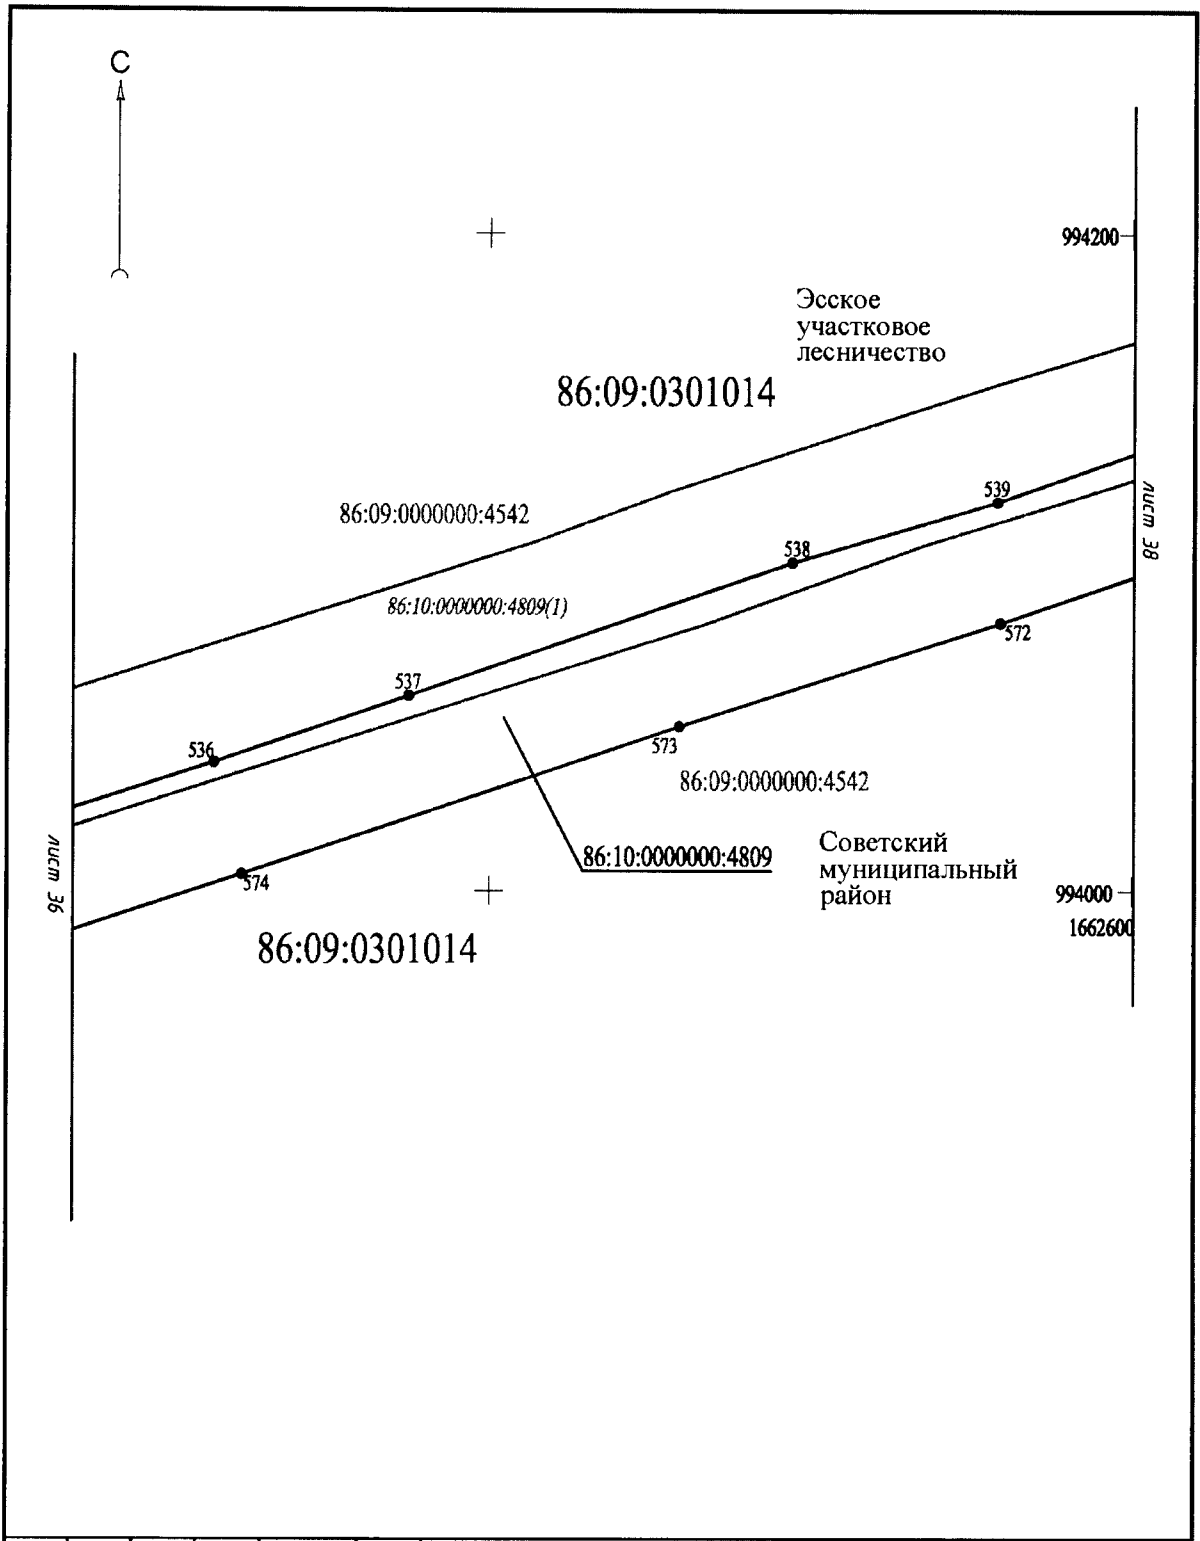 С
994200
Эсское
участковое
лесничество
86:09:0301014
539
лист 38
86:09:0000000:4542
538
86:10:0000000:4809(1)
572
537
573
536
86:09:0000000:4542
лист 36
86:10:0000000:4809
Советский
муниципальный
район
574
994000
1662600
86:09:0301014